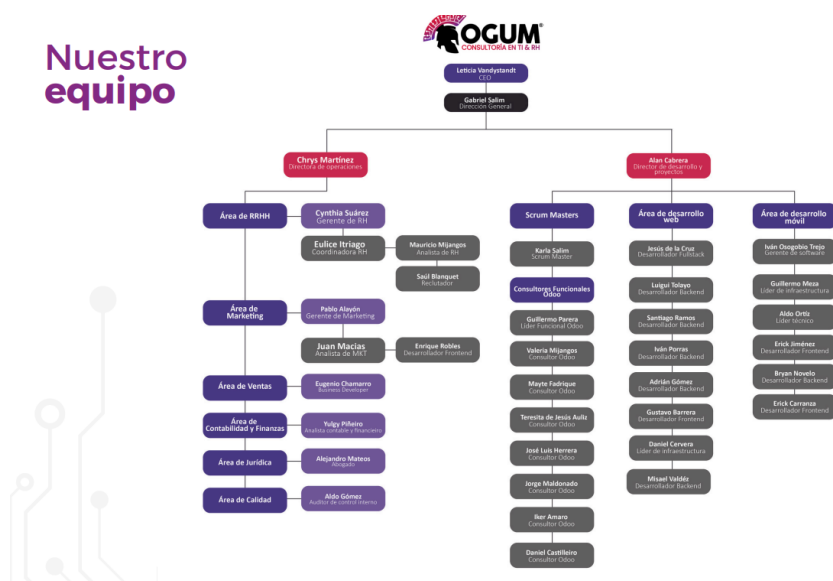 Nuestro
equipo
OGUM®
CONSULTORÍA EN TI & RH
Leticia Vandystandt
CEO
Gabriel Salim
Dirección General
Chrys Martínez
Directora de operaciones
Alan Cabrera
Director de desarrollo y
proyectos
Área de RRHH
Cynthia Suárez
Gerente de RH
Eulice Itriago
Coordinadora RH
Mauricio Mijangos
Analista de RH
Saúl Blanquet
Reclutador
Área de
Marketing
Pablo Alayón
Gerente de Marketing
Juan Macias
Analista de MKT
Enrique Robles
Desarrollador Frontend
Área de Ventas
Eugenio Chamarro
Business Developer
Área de
Contabilidad y Finanzas
Yulgy Piñeiro
Analista contable y financiero
Área de Jurídica
Alejandro Mateos
Abogado
Área de Calidad
Aldo Gómez
Auditor de control interno
Scrum Masters
Karla Salim
Scrum Master
Consultores Funcionales
Odoo
Guillermo Parera
Líder Funcional Odoo
Valeria Mijangos
Consultor Odoo
Mayte Fadrique
Consultor Odoo
Teresita de Jesús Auliz
Consultor Odoo
José Luis Herrera
Consultor Odoo
Jorge Maldonado
Consultor Odoo
Iker Amaro
Consultor Odoo
Daniel Castilleiro
Consultor Odoo
Área de desarrollo
web
Jesús de la Cruz
Desarrollador Fullstack
Luigui Tolayo
Desarrollador Backend
Santiago Ramos
Desarrollador Backend
Iván Porras
Desarrollador Backend
Adrián Gómez
Desarrollador Backend
Gustavo Barrera
Desarrollador Frontend
Daniel Cervera
Líder de infraestructura
Misael Valdéz
Desarrollador Backend
Área de desarrollo
móvil
Iván Osogobio Trejo
Gerente de software
Guillermo Meza
Líder de infraestructura
Aldo Ortíz
Líder técnico
Erick Jiménez
Desarrollador Frontend
Bryan Novelo
Desarrollador Backend
Erick Carranza
Desarrollador Frontend